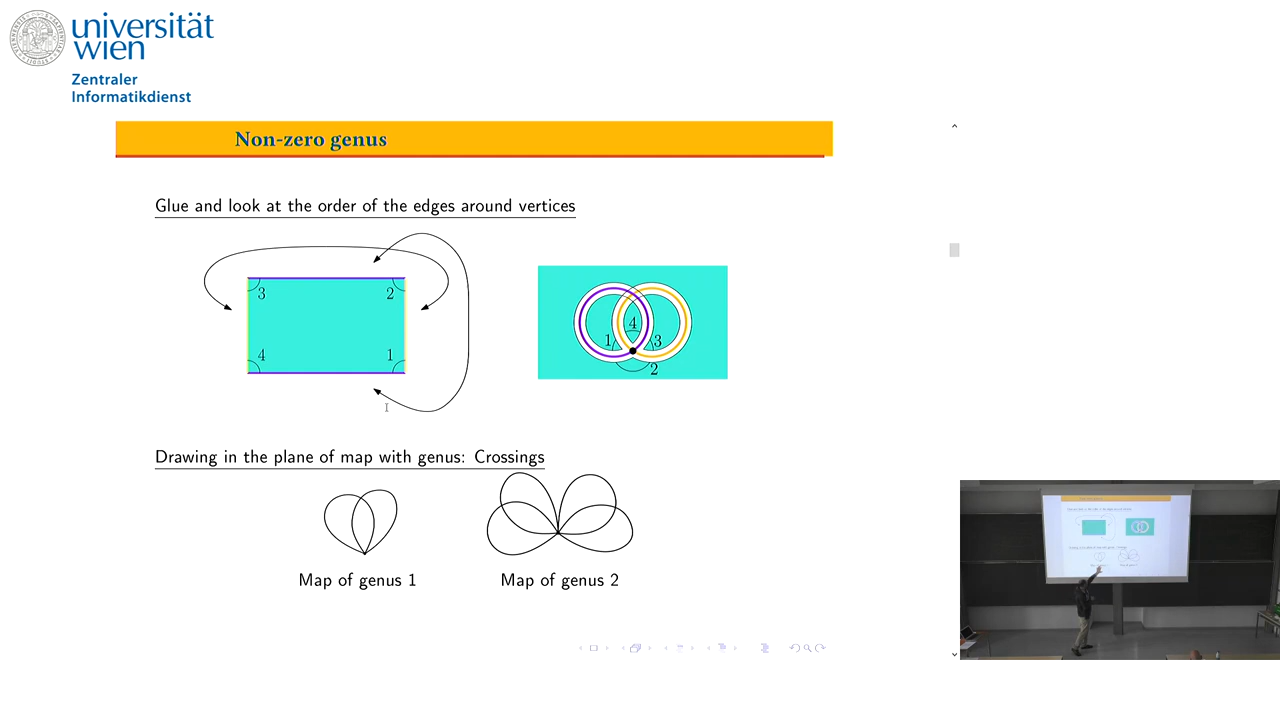 universität
wien
Zentraler
Informatikdienst
Non-zero genus
Glue and look at the order of the edges around vertices
3 2
4 1
4
1 3
2
Drawing in the plane of map with genus: Crossings
Map of genus 1 Map of genus 2